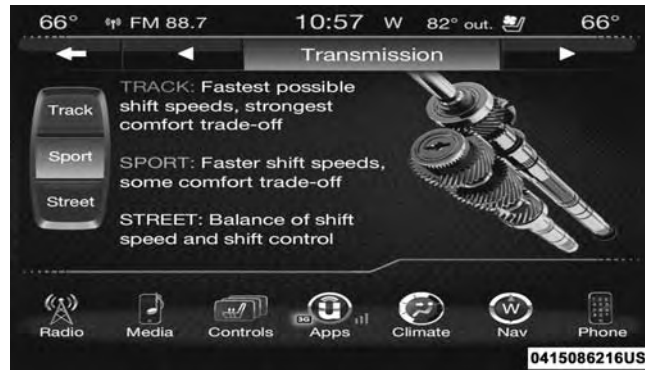 66° FM 88.7 10:57 W 82° out. 66°
Transmission
Track
Sport
Street
TRACK: Fastest possible
shift speeds, strongest
comfort trade-off
SPORT: Faster shift speeds,
some comfort trade-off
STREET: Balance of shift
speed and shift control
3G
W
Radio Media Controls Apps Climate Nav Phone
0415086216US